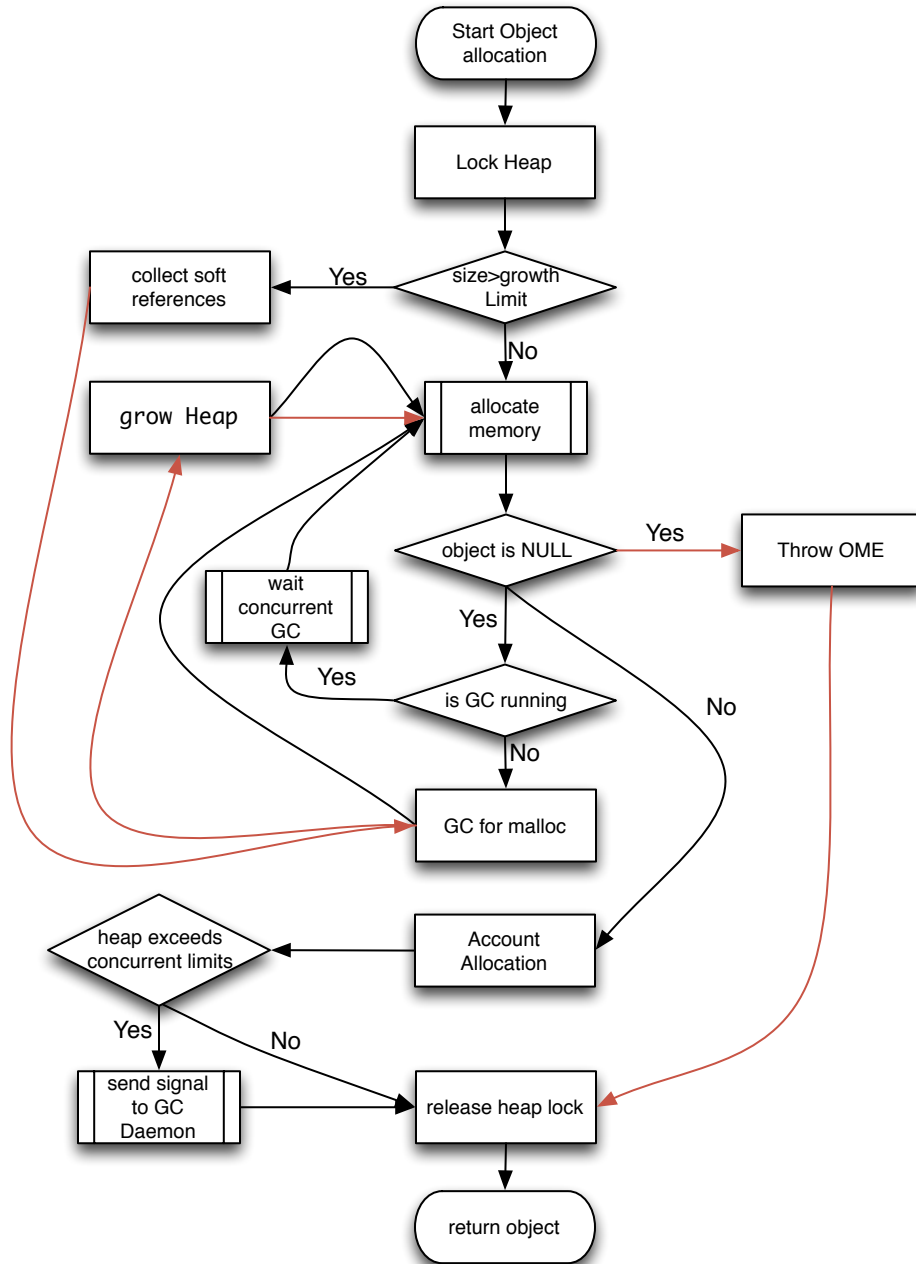 Start Object
allocation
Lock Heap
size>growth
Limit
Yes
collect soft
references
No
grow Heap
allocate
memory
object is NULL
Yes
Throw OME
wait
concurrent
GC
Yes
No
Yes
is GC running
No
GC for malloc
heap exceeds
concurrent limits
Account
Allocation
Yes
No
send signal
to GC
Daemon
release heap lock
return object